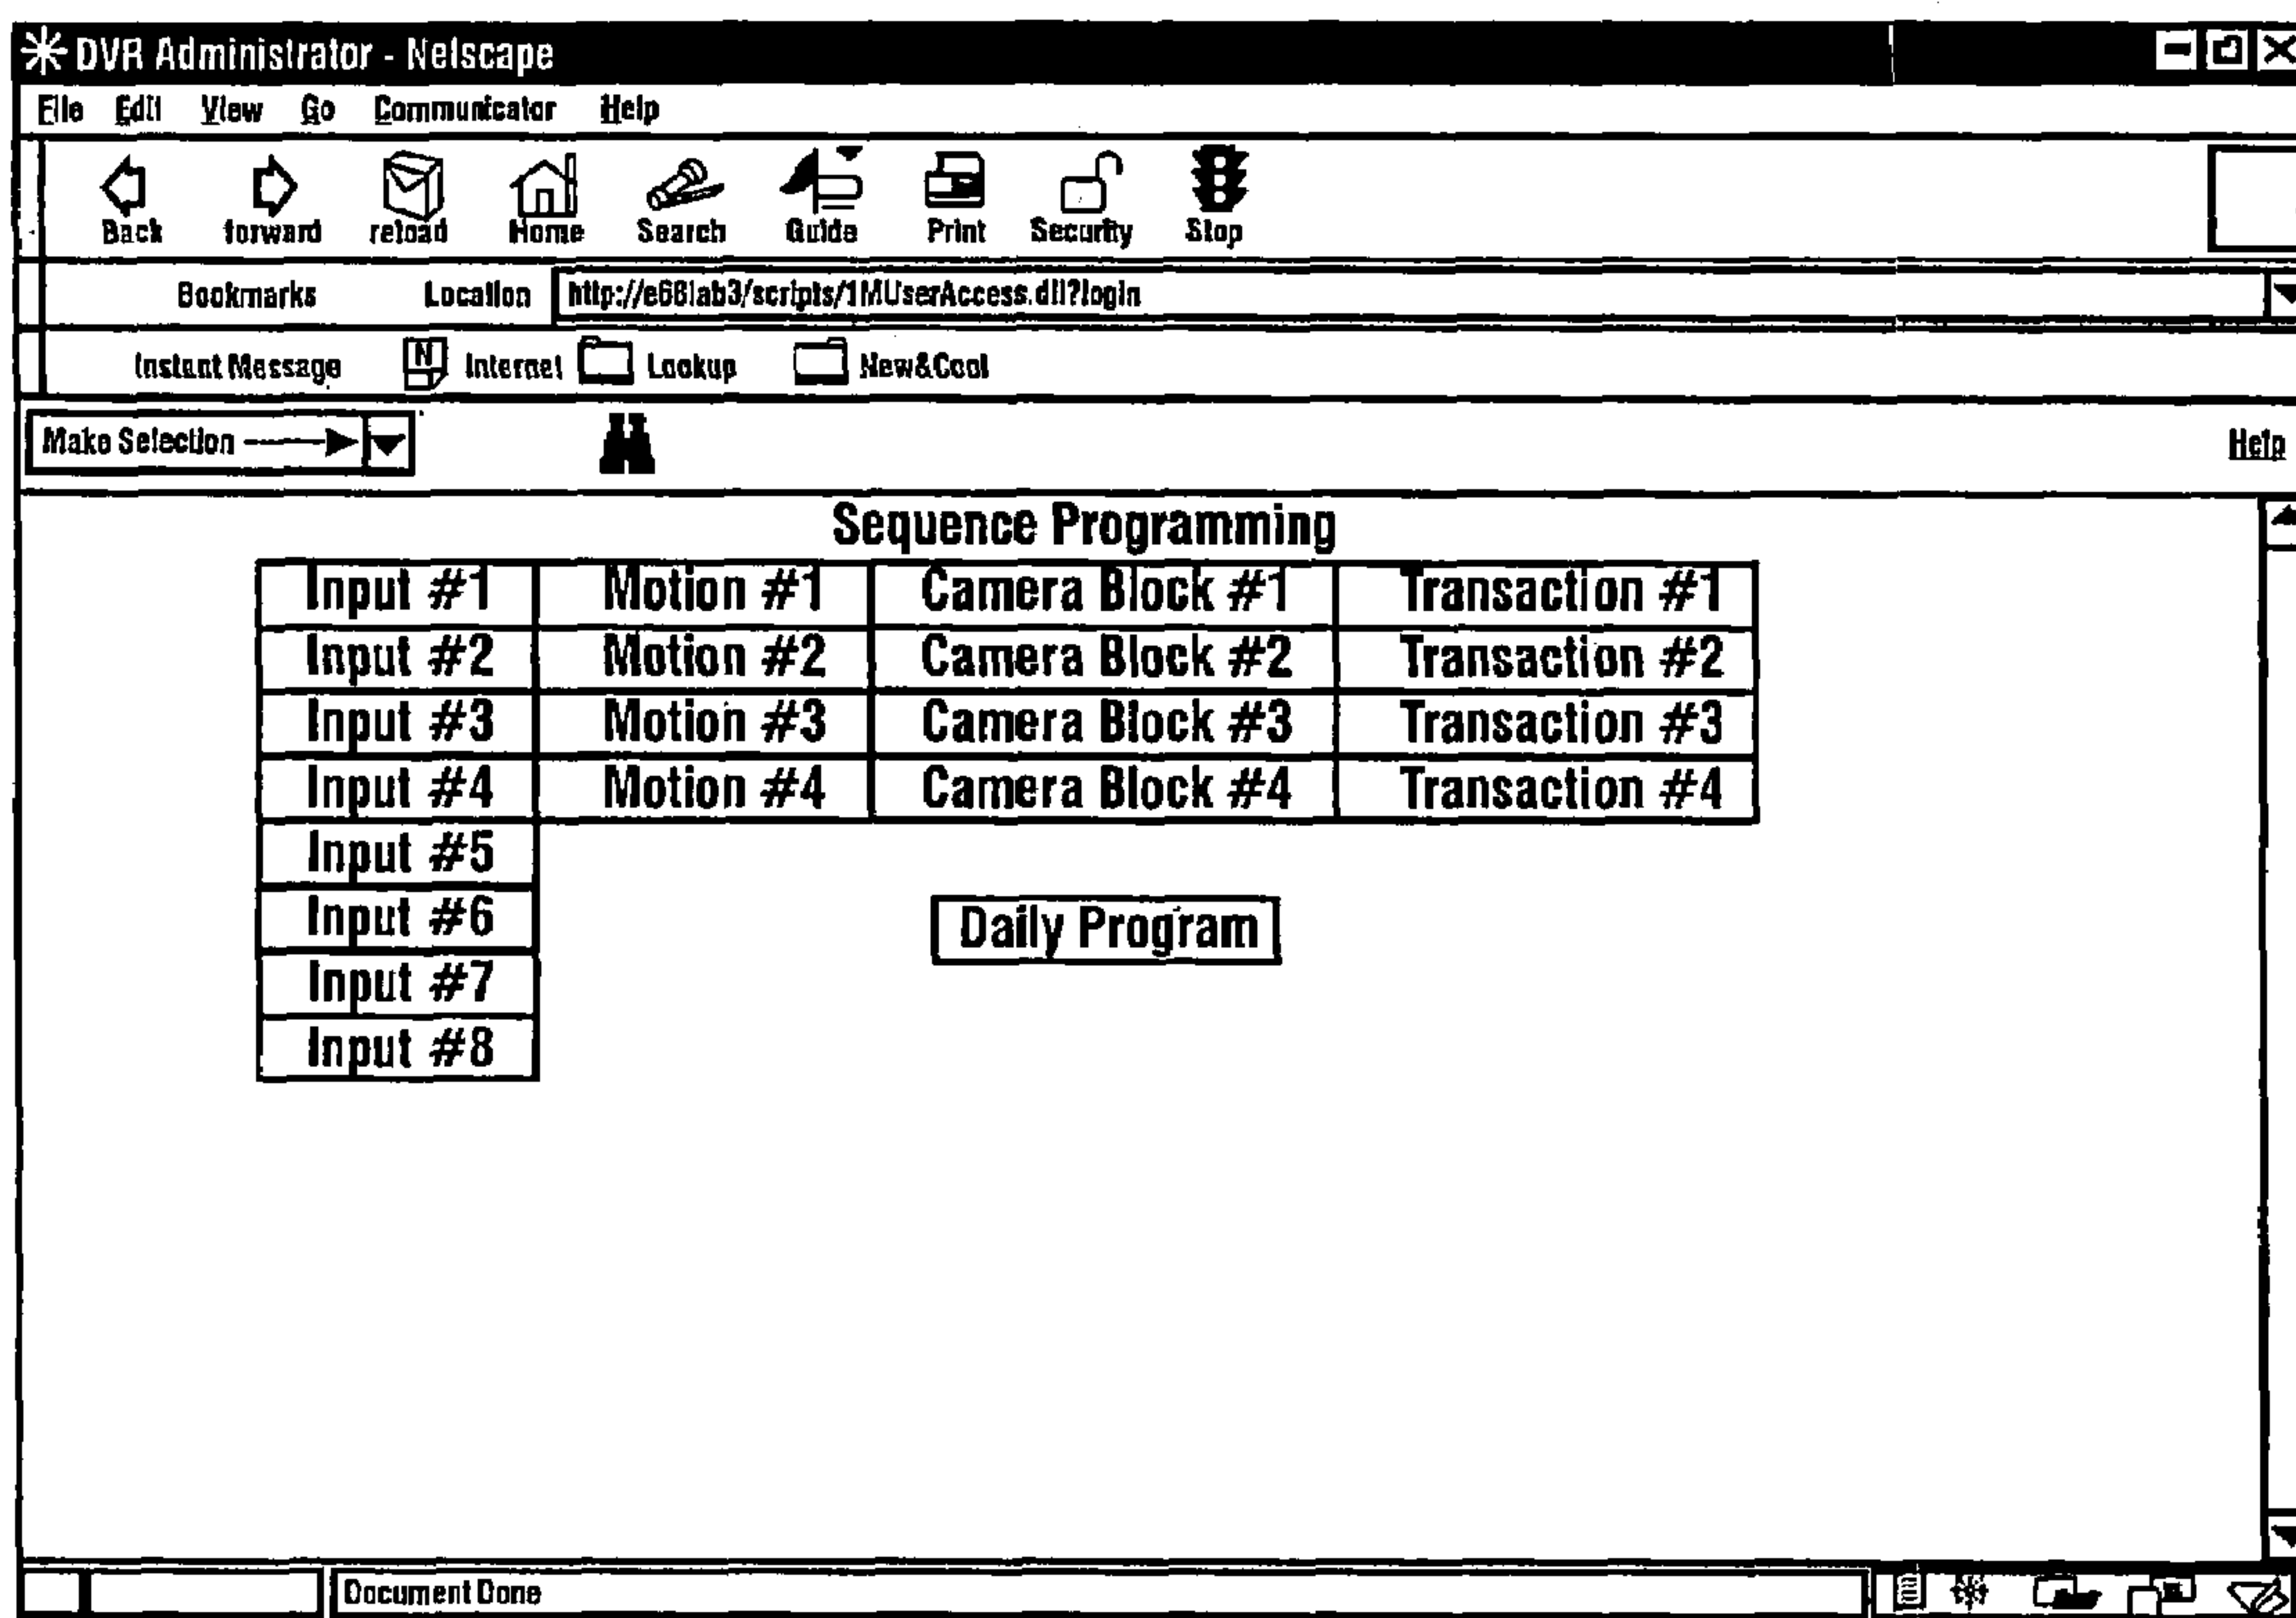 DVR Administrator - Netscape
File Edit View Go Communicator Help
Back forward reload Home Search Guide Print Security Stop
Bookmarks Location http://e68lab3/scripts/1MUserAccess.dll?login
Instant Message N Internet Lookup New&Cool
Make Selection Help
Sequence Programming
Input #1 Motion #1 Camera Block #1 Transaction #1
Input #2 Motion #2 Camera Block #2 Transaction #2
Input #3 Motion #3 Camera Block #3 Transaction #3
Input #4 Motion #4 Camera Block #4 Transaction #4
Input #5
Input #6 Daily Program
Input #7
Input #8
Document Done